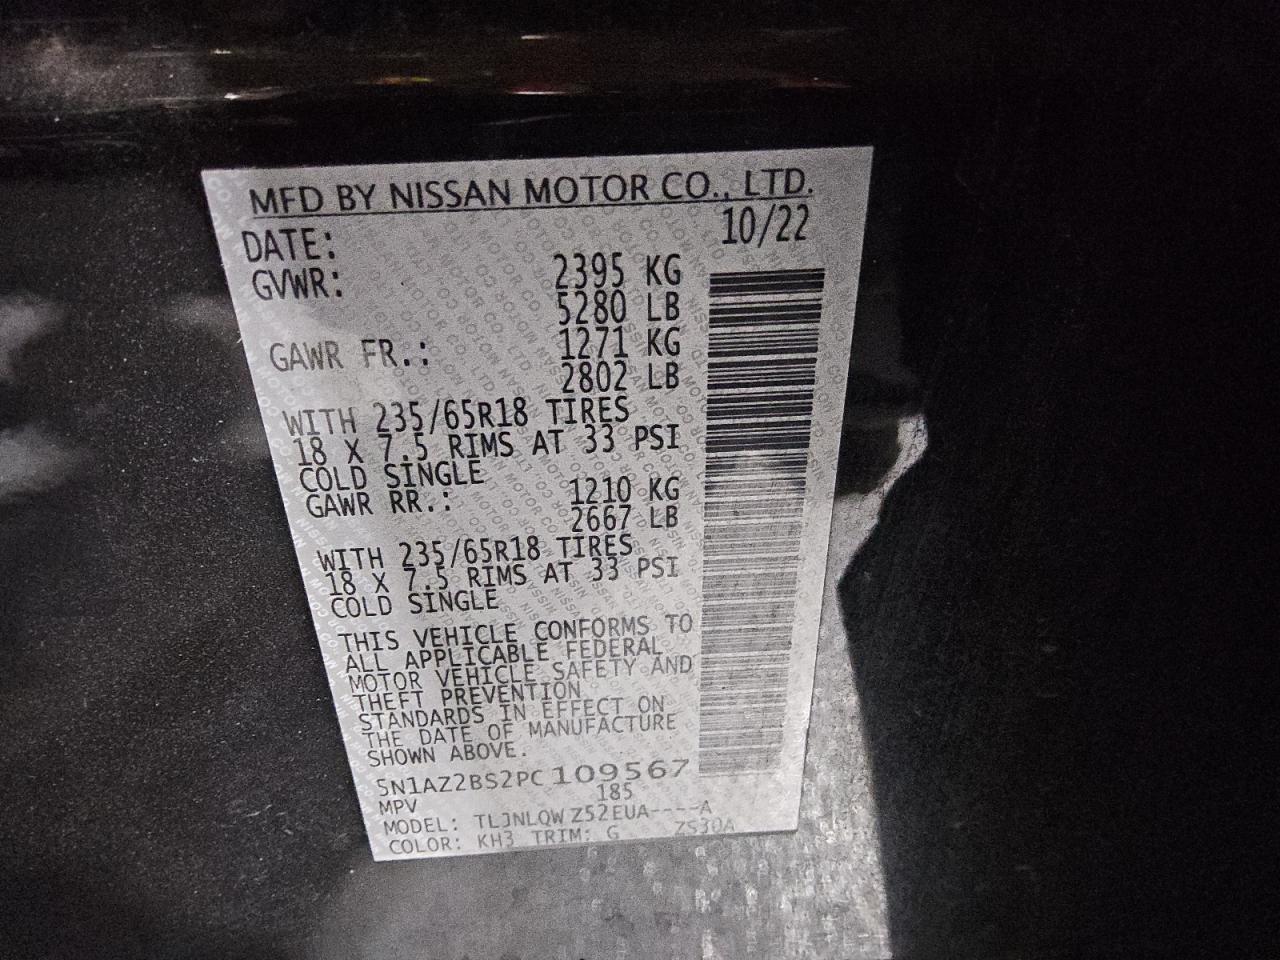 MFD BY NISSAN MOTOR CO., LTD.
DATE: 10/22
GVWR: 2395 KG
5280 LB
GAWR FR.: 1271 KG
2802 LB
WITH 235/65R18 TIRES
18 X 7.5 RIMS AT 33 PSI
COLD SINGLE
GAWR RR.: 1210 KG
2667 LB
WITH 235/65R18 TIRES
18 X 7.5 RIMS AT 33 PSI
COLD SINGLE
THIS VEHICLE CONFORMS TO
ALL APPLICABLE FEDERAL
MOTOR VEHICLE SAFETY AND
THEFT PREVENTION
STANDARDS IN EFFECT ON
THE DATE OF MANUFACTURE
SHOWN ABOVE.
5N1AZ2BS2PC109567
MPV 185
MODEL: TLJNLQWZ52EUA----A
COLOR: KH3 TRIM: G ZS30A